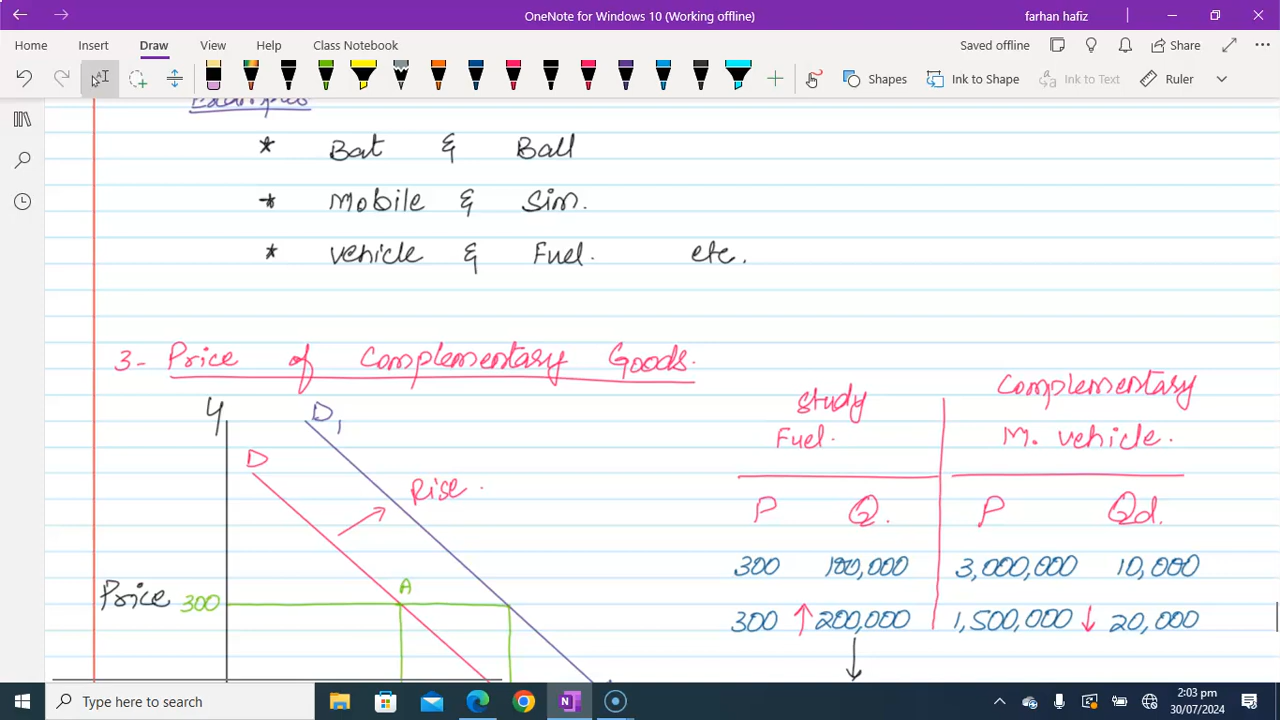 OneNote for Windows 10 (Working offline)
farhan hafiz
Home Insert Draw View Help Class Notebook
Saved offline
Share
Shapes
Ink to Shape
Ink to Text
Ruler
Examples
* Bat & Ball
* Mobile & Sim.
* Vehicle & Fuel. etc.
3- Price of Complementary Goods.
Y
D1
D
Rise.
A
Price 300
Study Complementary
Fuel. M. vehicle.
P Q. P Qd.
300 100,000 3,000,000 10,000
300 ↑ 200,000 1,500,000 ↓ 20,000
Type here to search
2:03 pm
30/07/2024